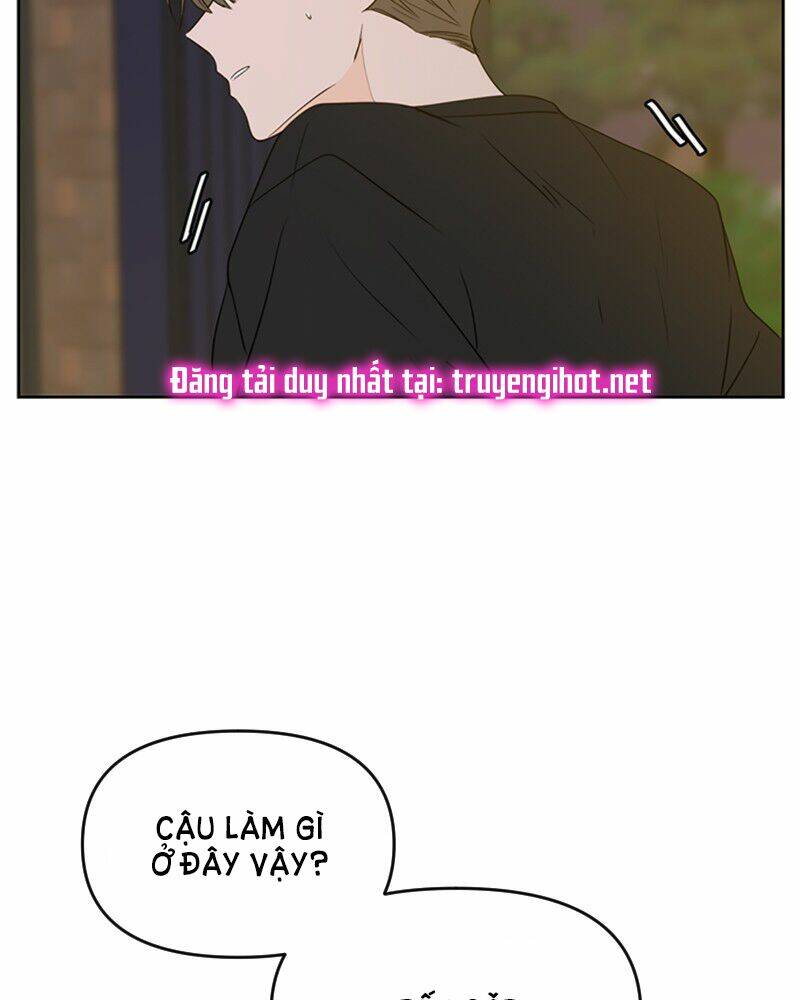 Đăng tải duy nhất tại: truyengihot.net
CẬU LÀM GÌ
Ở ĐÂY VẬY?